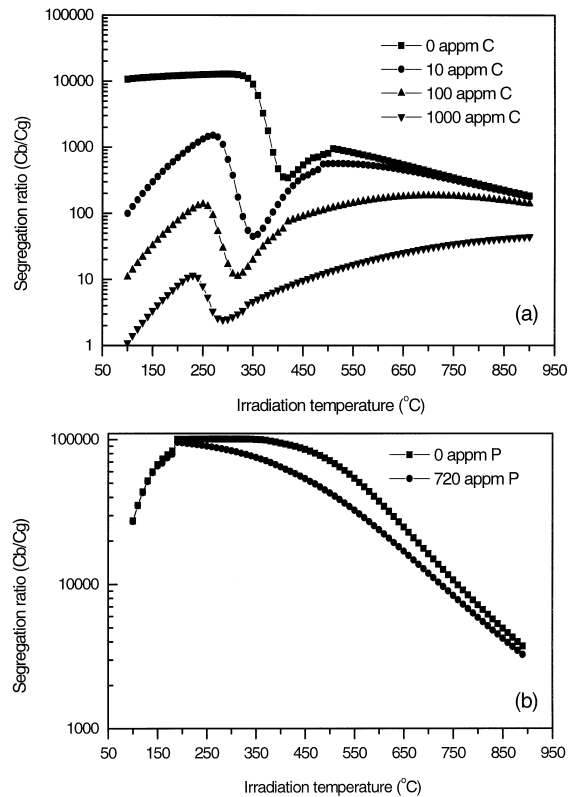 (a)
100000
10000
1000
100
10
1
Segregation ratio (Cb/Cg)
0 appm C
10 appm C
100 appm C
1000 appm C
50 150 250 350 450 550 650 750 850 950
Irradiation temperature (°C)
100000
10000
1000
Segregation ratio (Cb/Cg)
0 appm P
720 appm P
(b)
50 150 250 350 450 550 650 750 850 950
Irradiation temperature (°C)